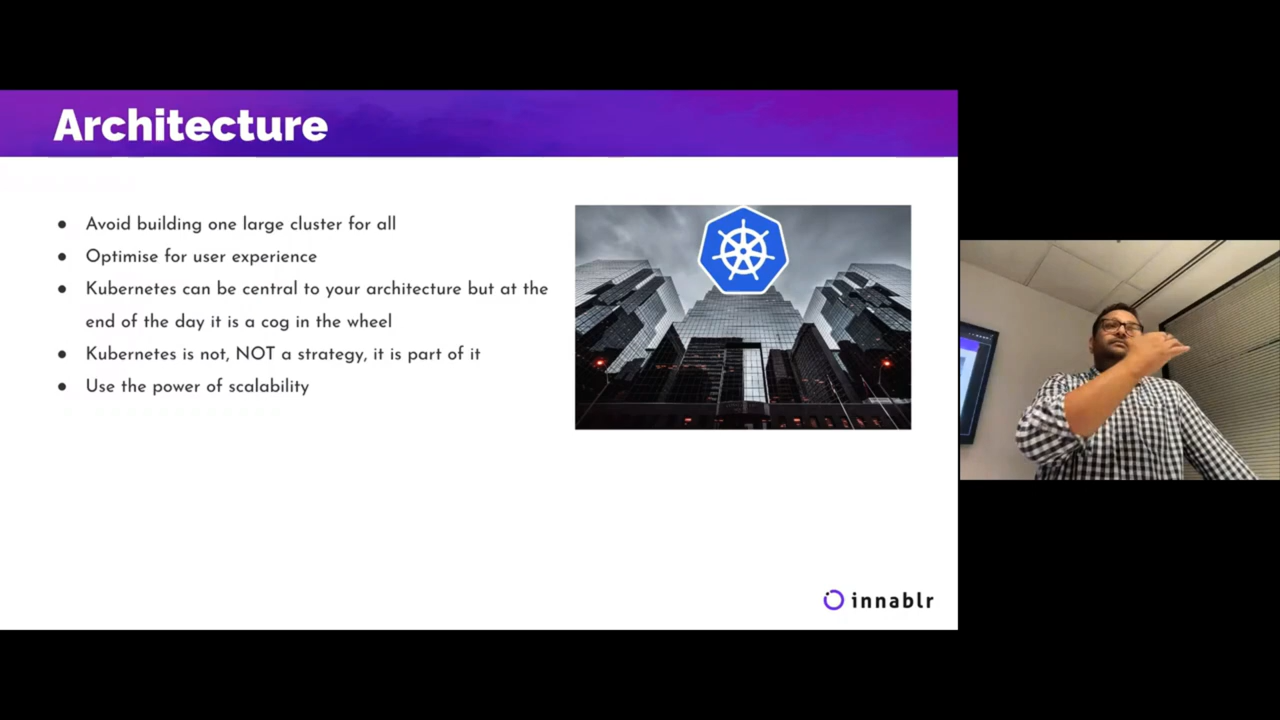 Architecture
● Avoid building one large cluster for all
● Optimise for user experience
● Kubernetes can be central to your architecture but at the
end of the day it is a cog in the wheel
● Kubernetes is not, NOT a strategy, it is part of it
● Use the power of scalability
innablr